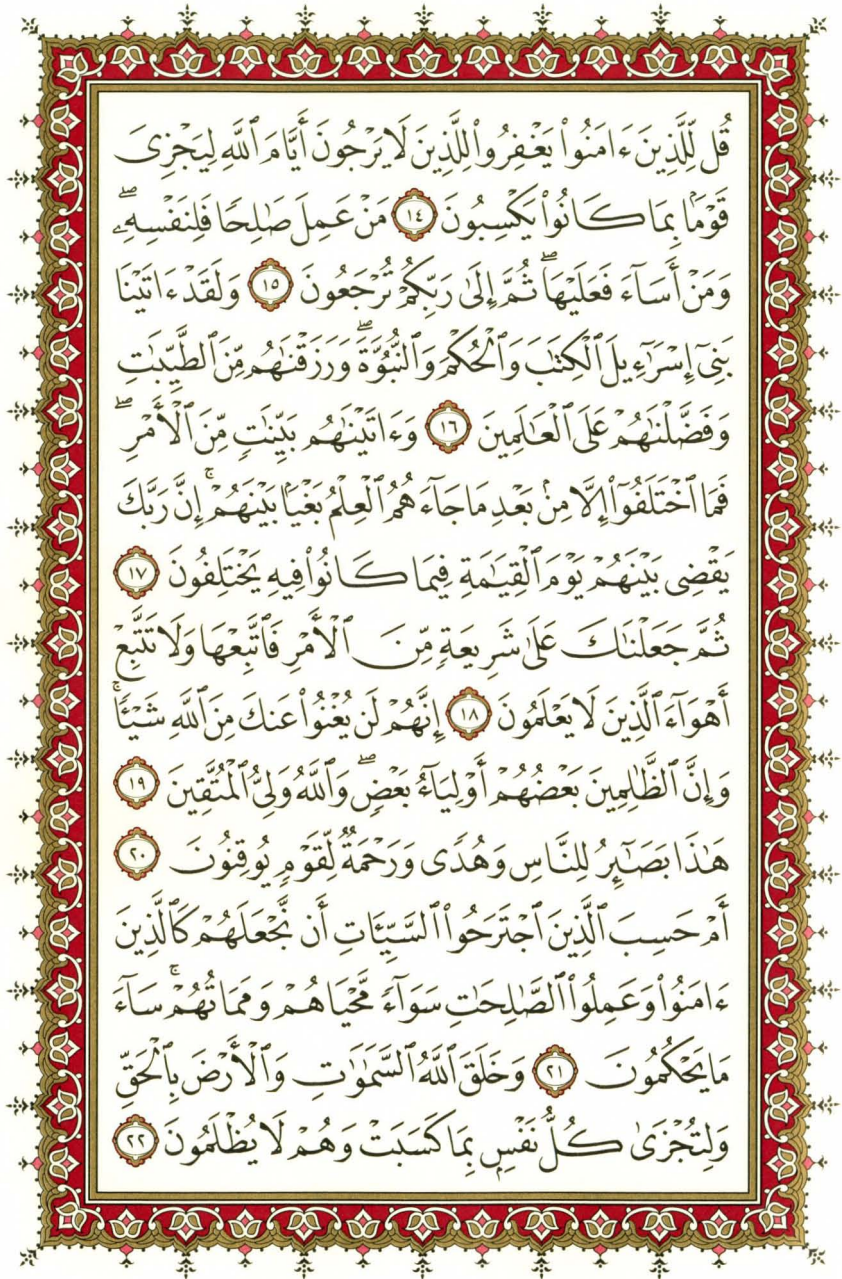 قُل لِّلَّذِينَ ءَامَنُوا۟ يَغْفِرُوا۟ لِلَّذِينَ لَا يَرْجُونَ أَيَّامَ ٱللَّهِ لِيَجْزِىَ
قَوْمًۢا بِمَا كَانُوا۟ يَكْسِبُونَ ١٤ مَنْ عَمِلَ صَـٰلِحًا فَلِنَفْسِهِۦۖ
وَمَنْ أَسَآءَ فَعَلَيْهَاۖ ثُمَّ إِلَىٰ رَبِّكُمْ تُرْجَعُونَ ١٥ وَلَقَدْ ءَاتَيْنَا
بَنِىٓ إِسْرَٰٓءِيلَ ٱلْكِتَـٰبَ وَٱلْحُكْمَ وَٱلنُّبُوَّةَۖ وَرَزَقْنَـٰهُم مِّنَ ٱلطَّيِّبَـٰتِ
وَفَضَّلْنَـٰهُمْ عَلَى ٱلْعَـٰلَمِينَ ١٦ وَءَاتَيْنَـٰهُم بَيِّنَـٰتٍ مِّنَ ٱلْأَمْرِۖ
فَمَا ٱخْتَلَفُوٓا۟ إِلَّا مِنۢ بَعْدِ مَا جَآءَهُمُ ٱلْعِلْمُ بَغْيًۢا بَيْنَهُمْۚ إِنَّ رَبَّكَ
يَقْضِى بَيْنَهُمْ يَوْمَ ٱلْقِيَـٰمَةِ فِيمَا كَانُوا۟ فِيهِ يَخْتَلِفُونَ ١٧
ثُمَّ جَعَلْنَـٰكَ عَلَىٰ شَرِيعَةٍ مِّنَ ٱلْأَمْرِ فَٱتَّبِعْهَا وَلَا تَتَّبِعْ
أَهْوَآءَ ٱلَّذِينَ لَا يَعْلَمُونَ ١٨ إِنَّهُمْ لَن يُغْنُوا۟ عَنكَ مِنَ ٱللَّهِ شَيْـًٔاۚ
وَإِنَّ ٱلظَّـٰلِمِينَ بَعْضُهُمْ أَوْلِيَآءُ بَعْضٍۖ وَٱللَّهُ وَلِىُّ ٱلْمُتَّقِينَ ١٩
هَـٰذَا بَصَـٰٓئِرُ لِلنَّاسِ وَهُدًى وَرَحْمَةٌ لِّقَوْمٍ يُوقِنُونَ ٢٠
أَمْ حَسِبَ ٱلَّذِينَ ٱجْتَرَحُوا۟ ٱلسَّيِّـَٔاتِ أَن نَّجْعَلَهُمْ كَٱلَّذِينَ
ءَامَنُوا۟ وَعَمِلُوا۟ ٱلصَّـٰلِحَـٰتِ سَوَآءً مَّحْيَاهُمْ وَمَمَاتُهُمْۚ سَآءَ
مَا يَحْكُمُونَ ٢١ وَخَلَقَ ٱللَّهُ ٱلسَّمَـٰوَٰتِ وَٱلْأَرْضَ بِٱلْحَقِّ
وَلِتُجْزَىٰ كُلُّ نَفْسٍۭ بِمَا كَسَبَتْ وَهُمْ لَا يُظْلَمُونَ ٢٢